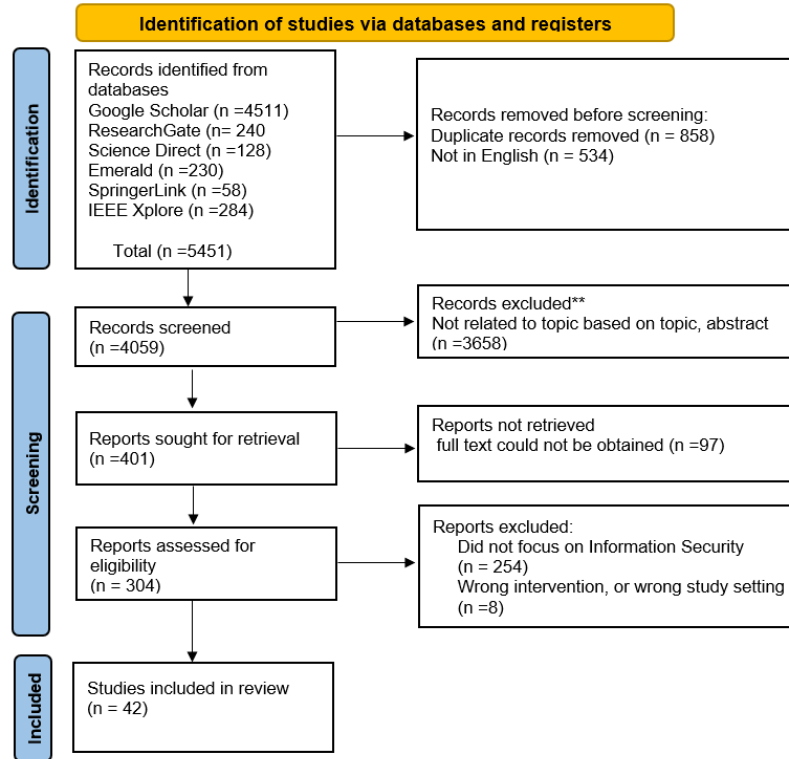 Identification of studies via databases and registers
Identification
Records identified from
databases
Google Scholar (n =4511)
ResearchGate (n= 240
Science Direct (n =128)
Emerald (n =230)
SpringerLink (n =58)
IEEE Xplore (n =284)
Total (n =5451)
Records removed before screening:
Duplicate records removed (n = 858)
Not in English (n = 534)
Screening
Records screened
(n =4059)
Records excluded**
Not related to topic based on topic, abstract
(n =3658)
Reports sought for retrieval
(n =401)
Reports not retrieved
full text could not be obtained (n =97)
Reports assessed for
eligibility
(n = 304)
Reports excluded:
Did not focus on Information Security
(n = 254)
Wrong intervention, or wrong study setting
(n =8)
Included
Studies included in review
(n = 42)